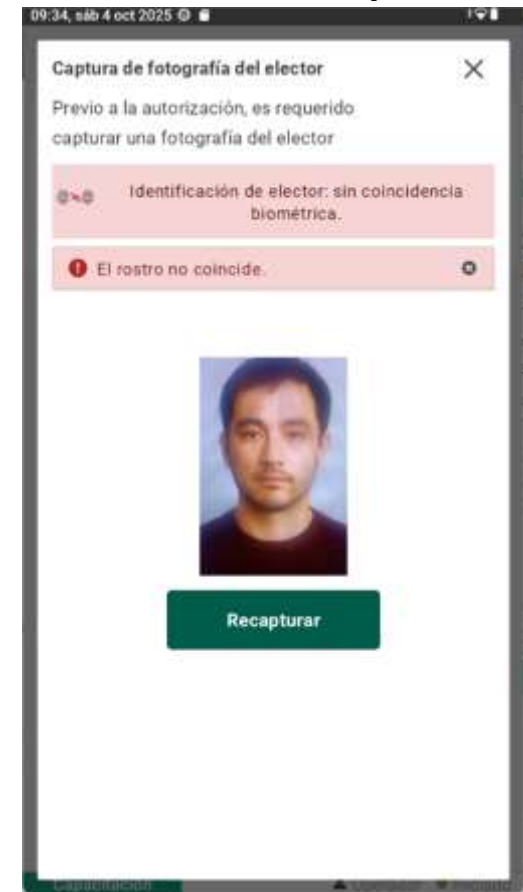 09:34, sáb 4 oct 2025
Captura de fotografía del elector
Previo a la autorización, es requerido
capturar una fotografía del elector
Identificación de elector: sin coincidencia
biométrica.
El rostro no coincide.
Recapturar
Capacitación